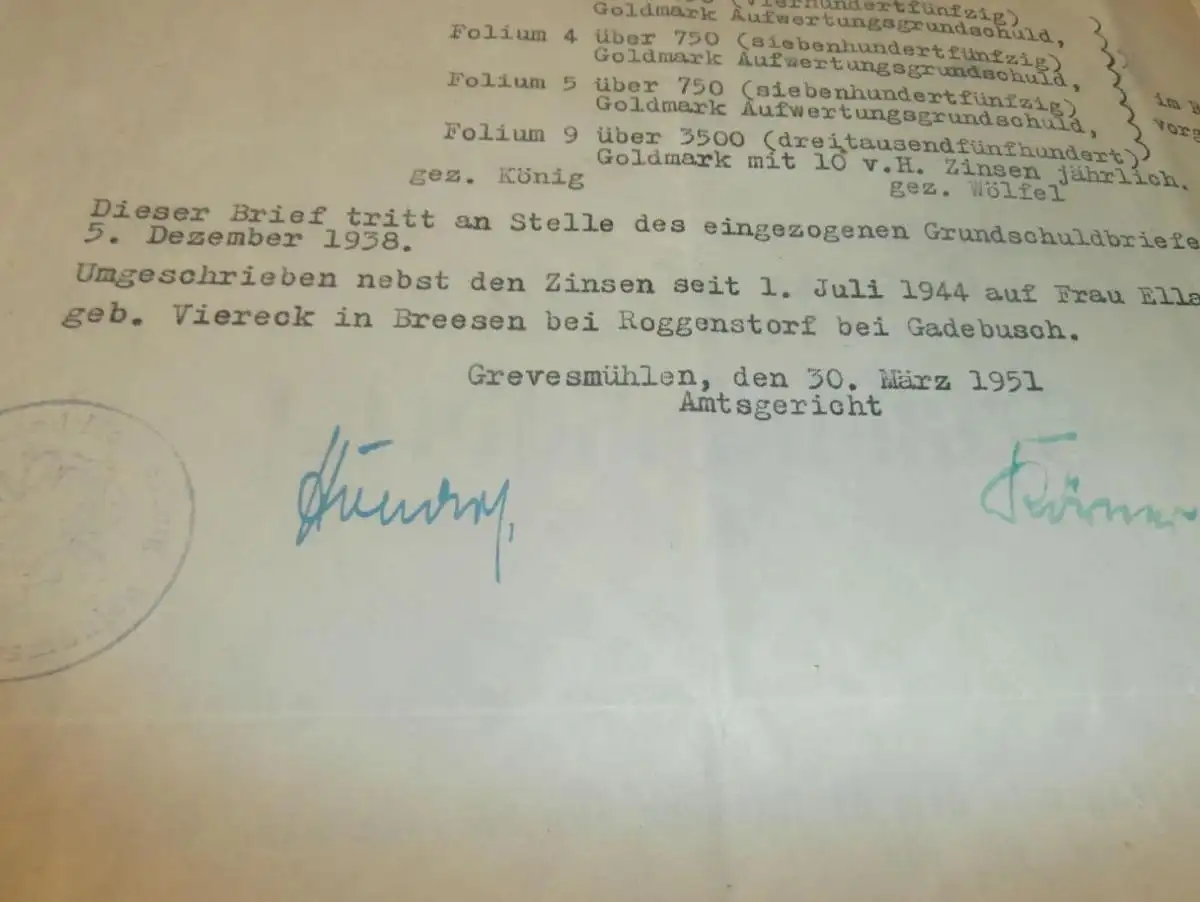 (vierhundertfünfzig)
Goldmark Aufwertungsgrundschuld,
Folium 4 über 750 (siebenhundertfünfzig)
Goldmark Aufwertungsgrundschuld,
Folium 5 über 750 (siebenhundertfünfzig)
Goldmark Aufwertungsgrundschuld,
im
Folium 9 über 3500 (dreitausendfünfhundert)
Goldmark mit 10 v.H. Zinsen jährlich.
gez. König gez. Wölfel
Dieser Brief tritt an Stelle des eingezogenen Grundschuldbriefe
5. Dezember 1938.
Umgeschrieben nebst den Zinsen seit 1. Juli 1944 auf Frau Ella
geb. Viereck in Breesen bei Roggenstorf bei Gadebusch.
Grevesmühlen, den 30. März 1951
Amtsgericht